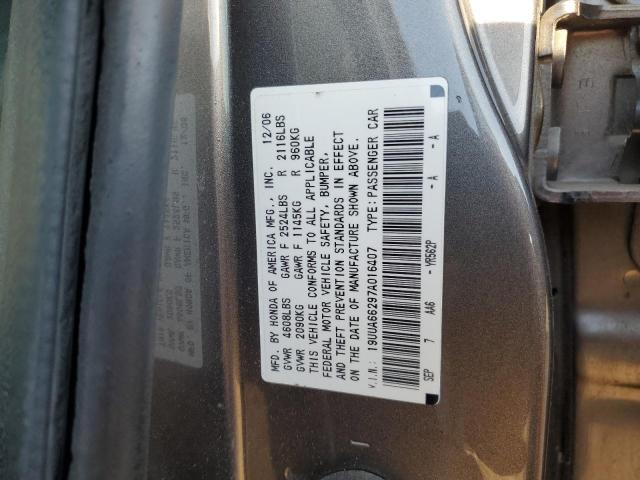 MFD. BY HONDA OF AMERICA MFG., INC. 12/06
GVWR 4608LBS GAWR F 2524LBS R 2116LBS
GVWR 2090KG GAWR F 1145KG R 960KG
THIS VEHICLE CONFORMS TO ALL APPLICABLE
FEDERAL MOTOR VEHICLE SAFETY, BUMPER,
AND THEFT PREVENTION STANDARDS IN EFFECT
ON THE DATE OF MANUFACTURE SHOWN ABOVE.
V.I.N.: 19UUA66297A016407 TYPE: PASSENGER CAR
SEP 7 AA6 - YR562P - A - A